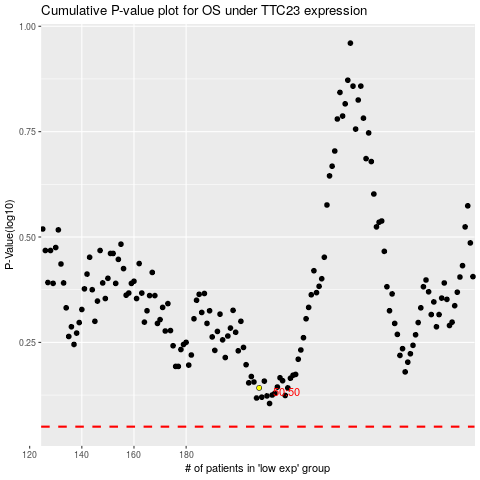 Cumulative P-value plot for OS under TTC23 expression
1.00
0.75
0.50
0.25
P-Value(log10)
120 140 160 180
# of patients in 'low exp' group